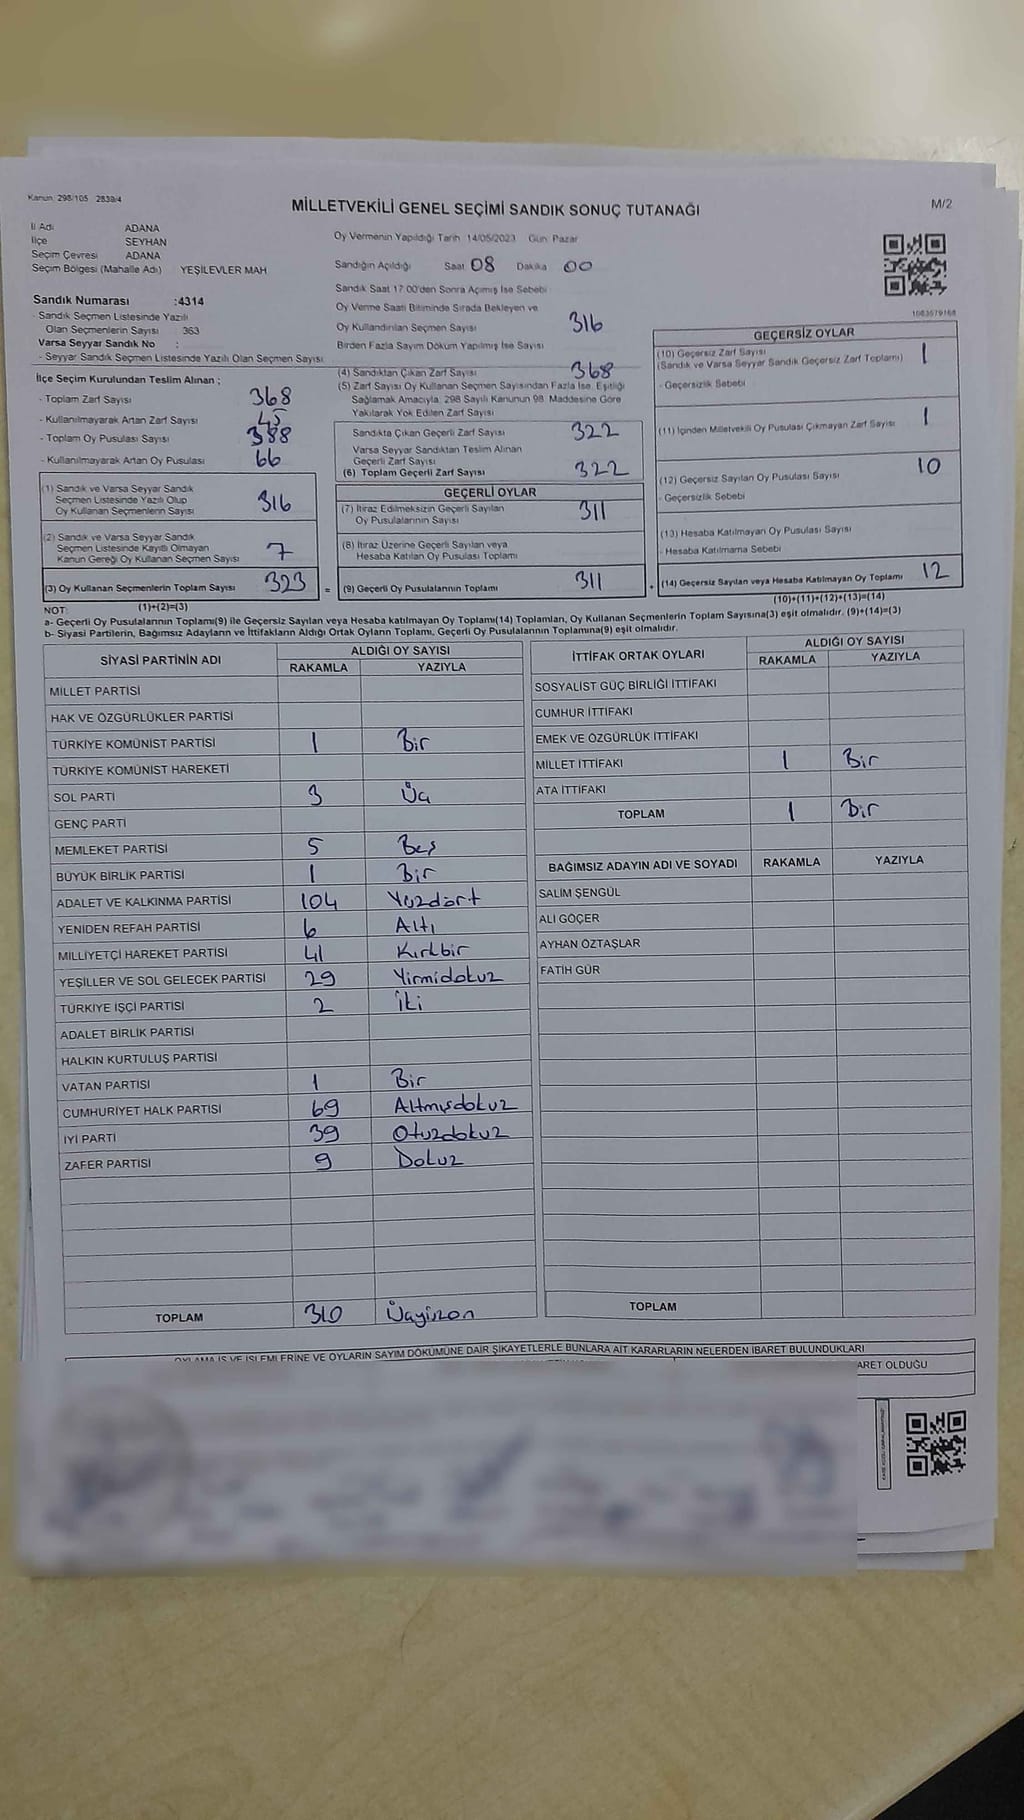 Kanun: 298/105 2839/4
MİLLETVEKİLİ GENEL SEÇİMİ SANDIK SONUÇ TUTANAĞI
M/2
İl Adı ADANA
İlçe SEYHAN
Seçim Çevresi ADANA
Seçim Bölgesi (Mahalle Adı) YEŞİLEVLER MAH
Sandık Numarası :4314
- Sandık Seçmen Listesinde Yazılı
Olan Seçmenlerin Sayısı : 363
Varsa Seyyar Sandık No :
- Seyyar Sandık Seçmen Listesinde Yazılı Olan Seçmen Sayısı
Oy Vermenin Yapıldığı Tarih 14/05/2023 Gün: Pazar
Sandığın Açıldığı Saat 08 Dakika 00
Sandık Saat 17:00'den Sonra Açılmış İse Sebebi
Oy Verme Saati Bitiminde Sırada Bekleyen ve
Oy Kullandırılan Seçmen Sayısı 316
Birden Fazla Sayım Döküm Yapılmış İse Sayısı
1083579168
İlçe Seçim Kurulundan Teslim Alınan ;
- Toplam Zarf Sayısı 368
- Kullanılmayarak Artan Zarf Sayısı 45
- Toplam Oy Pusulası Sayısı 388
- Kullanılmayarak Artan Oy Pusulası 66
(1) Sandık ve Varsa Seyyar Sandık
Seçmen Listesinde Yazılı Olup
Oy Kullanan Seçmenlerin Sayısı 316
(2) Sandık ve Varsa Seyyar Sandık
Seçmen Listesinde Kayıtlı Olmayan
Kanun Gereği Oy Kullanan Seçmen Sayısı 7
(3) Oy Kullanan Seçmenlerin Toplam Sayısı 323
(4) Sandıktan Çıkan Zarf Sayısı 368
(5) Zarf Sayısı Oy Kullanan Seçmen Sayısından Fazla İse, Eşitliği
Sağlamak Amacıyla, 298 Sayılı Kanunun 98. Maddesine Göre
Yakılarak Yok Edilen Zarf Sayısı
Sandıkta Çıkan Geçerli Zarf Sayısı 322
Varsa Seyyar Sandıktan Teslim Alınan
Geçerli Zarf Sayısı
(6) Toplam Geçerli Zarf Sayısı 322
GEÇERLİ OYLAR
(7) İtiraz Edilmeksizin Geçerli Sayılan
Oy Pusulalarının Sayısı 311
(8) İtiraz Üzerine Geçerli Sayılan veya
Hesaba Katılan Oy Pusulası Toplamı
= (9) Geçerli Oy Pusulalarının Toplamı 311
GEÇERSİZ OYLAR
(10) Geçersiz Zarf Sayısı 1
(Sandık ve Varsa Seyyar Sandık Geçersiz Zarf Toplamı)
- Geçersizlik Sebebi
(11) İçinden Milletvekili Oy Pusulası Çıkmayan Zarf Sayısı 1
(12) Geçersiz Sayılan Oy Pusulası Sayısı 10
- Geçersizlik Sebebi
(13) Hesaba Katılmayan Oy Pusulası Sayısı
- Hesaba Katılmama Sebebi
+ (14) Geçersiz Sayılan veya Hesaba Katılmayan Oy Toplamı 12
NOT: (1)+(2)=(3)
(10)+(11)+(12)+(13)=(14)
a- Geçerli Oy Pusulasının Toplamı(9) ile Geçersiz Sayılan veya Hesaba katılmayan Oy Toplamı(14) Toplamları, Oy Kullanan Seçmenlerin Toplam Sayısına(3) eşit olmalıdır. (9)+(14)=(3)
b- Siyasi Partilerin, Bağımsız Adayların ve İttifakların Aldığı Ortak Oyların Toplamı, Geçerli Oy Pusulalarının Toplamına(9) eşit olmalıdır.
SİYASİ PARTİNİN ADI
ALDIĞI OY SAYISI
RAKAMLA YAZIYLA
MİLLET PARTİSİ
HAK VE ÖZGÜRLÜKLER PARTİSİ
TÜRKİYE KOMÜNİST PARTİSİ 1 Bir
TÜRKİYE KOMÜNİST HAREKETİ
SOL PARTİ 3 Üç
GENÇ PARTİ
MEMLEKET PARTİSİ 5 Beş
BÜYÜK BİRLİK PARTİSİ 1 Bir
ADALET VE KALKINMA PARTİSİ 104 Yüzdört
YENİDEN REFAH PARTİSİ 6 Altı
MİLLİYETÇİ HAREKET PARTİSİ 41 Kırkbir
YEŞİLLER VE SOL GELECEK PARTİSİ 29 Yirmidokuz
TÜRKİYE İŞÇİ PARTİSİ 2 İki
ADALET BİRLİK PARTİSİ
HALKIN KURTULUŞ PARTİSİ
VATAN PARTİSİ 1 Bir
CUMHURİYET HALK PARTİSİ 69 Altmışdokuz
İYİ PARTİ 39 Otuzdokuz
ZAFER PARTİSİ 9 Dokuz
TOPLAM 310 Üçyüzon
İTTİFAK ORTAK OYLARI
ALDIĞI OY SAYISI
RAKAMLA YAZIYLA
SOSYALİST GÜÇ BİRLİĞİ İTTİFAKI
CUMHUR İTTİFAKI
EMEK VE ÖZGÜRLÜK İTTİFAKI
MİLLET İTTİFAKI 1 Bir
ATA İTTİFAKI
TOPLAM 1 Bir
BAĞIMSIZ ADAYIN ADI VE SOYADI RAKAMLA YAZIYLA
SALİM ŞENGÜL
ALİ GÖÇER
AYHAN ÖZTAŞLAR
FATİH GÜR
TOPLAM
OYLAMA İŞ VE İŞLEMLERİNE VE OYLARIN SAYIM DÖKÜMÜNE DAİR ŞİKAYETLERLE BUNLARA AİT KARARLARIN NELERDEN İBARET BULUNDUKLARI
ARET OLDUĞU